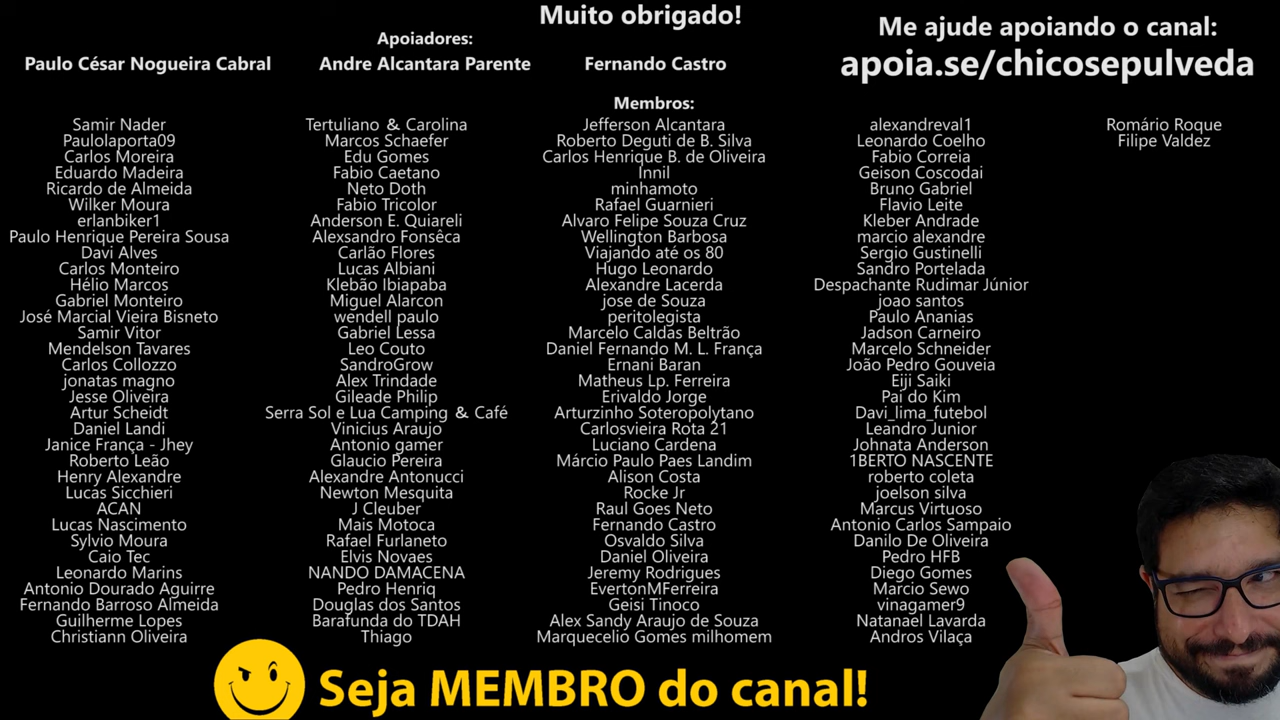 Muito obrigado!
Apoiadores:
Paulo César Nogueira Cabral
Andre Alcantara Parente
Fernando Castro
Me ajude apoiando o canal:
apoia.se/chicosepulveda
Membros:
Samir Nader
Paulolaporta09
Carlos Moreira
Eduardo Madeira
Ricardo de Almeida
Wilker Moura
erlanbiker1
Paulo Henrique Pereira Sousa
Davi Alves
Carlos Monteiro
Hélio Marcos
Gabriel Monteiro
José Marcial Vieira Bisneto
Samir Vitor
Mendelson Tavares
Carlos Collozzo
jonatas magno
Jesse Oliveira
Artur Scheidt
Daniel Landi
Janice França - Jhey
Roberto Leão
Henry Alexandre
Lucas Sicchieri
ACAN
Lucas Nascimento
Sylvio Moura
Caio Tec
Leonardo Marins
Antonio Dourado Aguirre
Fernando Barroso Almeida
Guilherme Lopes
Christiann Oliveira
Tertuliano & Carolina
Marcos Schaefer
Edu Gomes
Fabio Caetano
Neto Doth
Fabio Tricolor
Anderson E. Quiareli
Alexsandro Fonsêca
Carlão Flores
Lucas Albiani
Klebão Ibiapaba
Miguel Alarcon
wendell paulo
Gabriel Lessa
Leo Couto
SandroGrow
Alex Trindade
Gileade Philip
Serra Sol e Lua Camping & Café
Vinicius Araujo
Antonio gamer
Glaucio Pereira
Alexandre Antonucci
Newton Mesquita
J Cleuber
Mais Motoca
Rafael Furlaneto
Elvis Novaes
NANDO DAMACENA
Pedro Henriq
Douglas dos Santos
Barafunda do TDAH
Thiago
Jefferson Alcantara
Roberto Deguti de B. Silva
Carlos Henrique B. de Oliveira
Innil
minhamoto
Rafael Guarnieri
Alvaro Felipe Souza Cruz
Wellington Barbosa
Viajando até os 80
Hugo Leonardo
Alexandre Lacerda
jose de Souza
peritolegista
Marcelo Caldas Beltrão
Daniel Fernando M. L. França
Ernani Baran
Matheus Lp. Ferreira
Erivaldo Jorge
Arturzinho Soteropolytano
Carlosvieira Rota 21
Luciano Cardena
Márcio Paulo Paes Landim
Alison Costa
Rocke Jr
Raul Goes Neto
Fernando Castro
Osvaldo Silva
Daniel Oliveira
Jeremy Rodrigues
EvertonMFerreira
Geisi Tinoco
Alex Sandy Araujo de Souza
Marquecelio Gomes milhomem
alexandreval1
Leonardo Coelho
Fabio Correia
Geison Coscodai
Bruno Gabriel
Flavio Leite
Kleber Andrade
marcio alexandre
Sergio Gustinelli
Sandro Portelada
Despachante Rudimar Júnior
joao santos
Paulo Ananias
Jadson Carneiro
Marcelo Schneider
João Pedro Gouveia
Eiji Saiki
Pai do Kim
Davi_lima_futebol
Leandro Junior
Johnata Anderson
1BERTO NASCENTE
roberto coleta
joelson silva
Marcus Virtuoso
Antonio Carlos Sampaio
Danilo De Oliveira
Pedro HFB
Diego Gomes
Marcio Sewo
vinagamer9
Natanael Lavarda
Andros Vilaça
Romário Roque
Filipe Valdez
Seja MEMBRO do canal!